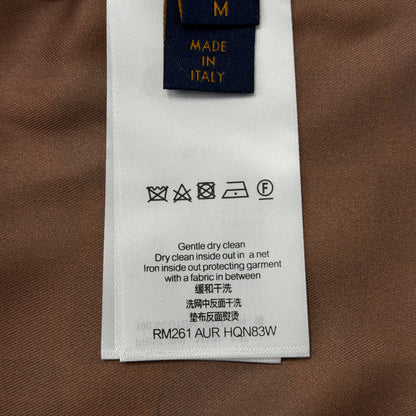 M
MADE
IN
ITALY
F
Gentle dry clean
Dry clean inside out in a net
Iron inside out protecting garment
with a fabric in between
缓和干洗
洗网中反面干洗
垫布反面熨烫
RM261 AUR HQN83W